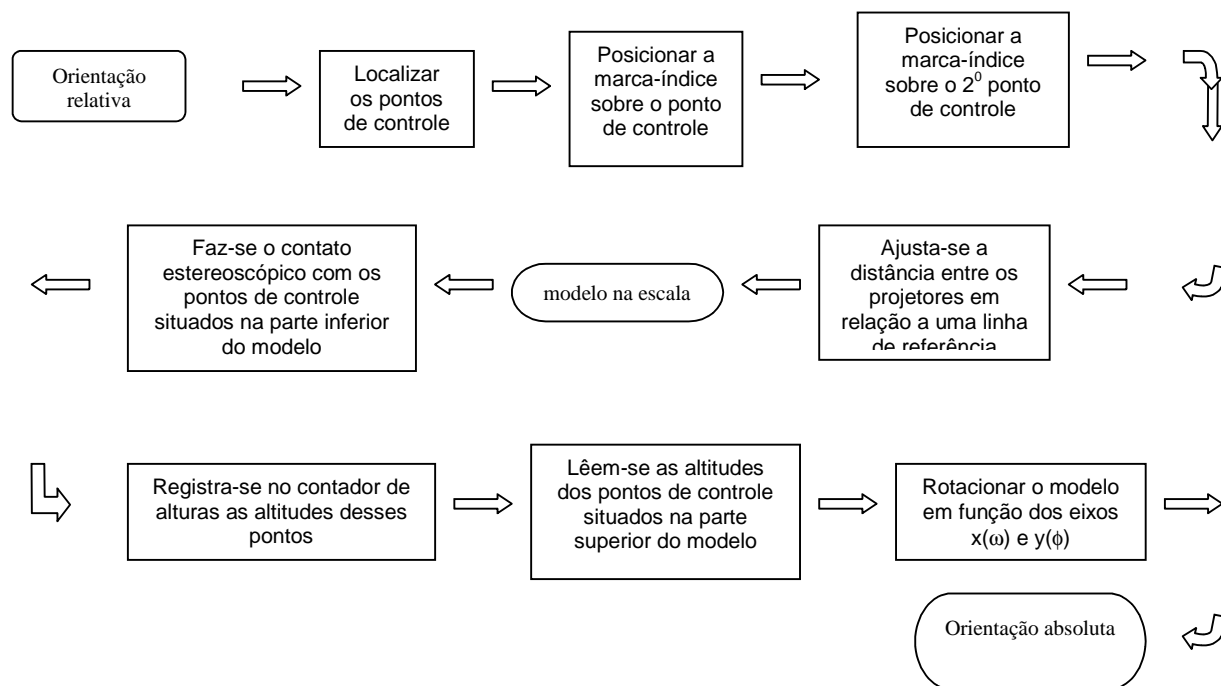 Orientação
relativa
Localizar
os pontos
de controle
Posicionar a
marca-índice
sobre o ponto
de controle
Posicionar a
marca-índice
sobre o 2⁰ ponto
de controle
Ajusta-se a
distância entre os
projetores em
relação a uma linha
de referência
modelo na escala
Faz-se o contato
estereoscópico com os
pontos de controle
situados na parte inferior
do modelo
Registra-se no contador de
alturas as altitudes desses
pontos
Lêem-se as altitudes
dos pontos de controle
situados na parte
superior do modelo
Rotacionar o modelo
em função dos eixos
x(ω) e y(ϕ)
Orientação absoluta